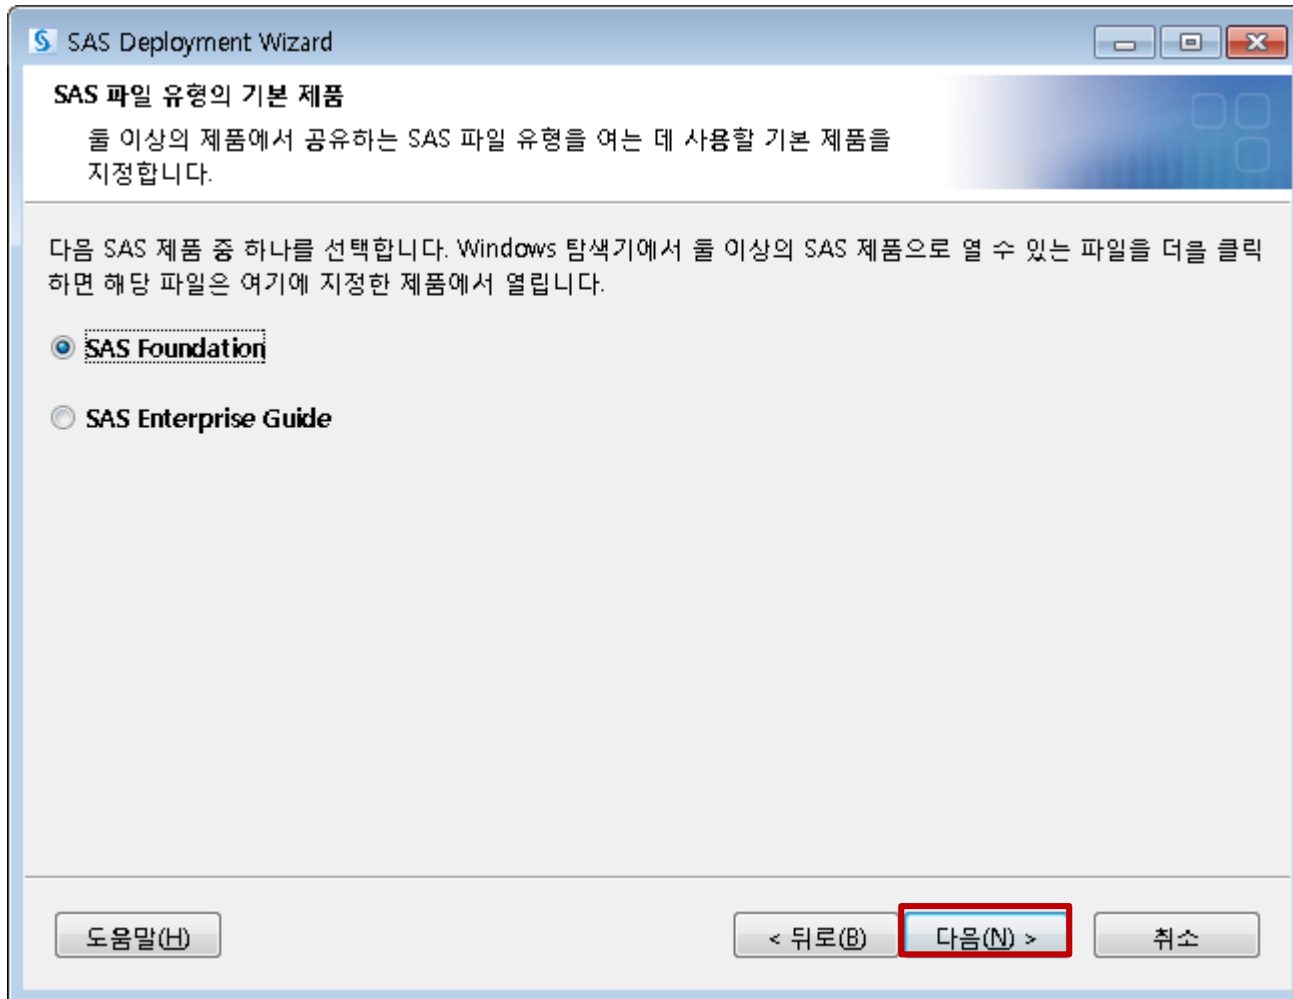 SAS Deployment Wizard
SAS 파일 유형의 기본 제품
둘 이상의 제품에서 공유하는 SAS 파일 유형을 여는 데 사용할 기본 제품을
지정합니다.
다음 SAS 제품 중 하나를 선택합니다. Windows 탐색기에서 둘 이상의 SAS 제품으로 열 수 있는 파일을 더블 클릭
하면 해당 파일은 여기에 지정한 제품에서 열립니다.
SAS Foundation
SAS Enterprise Guide
도움말(H)
< 뒤로(B)
다음(N) >
취소